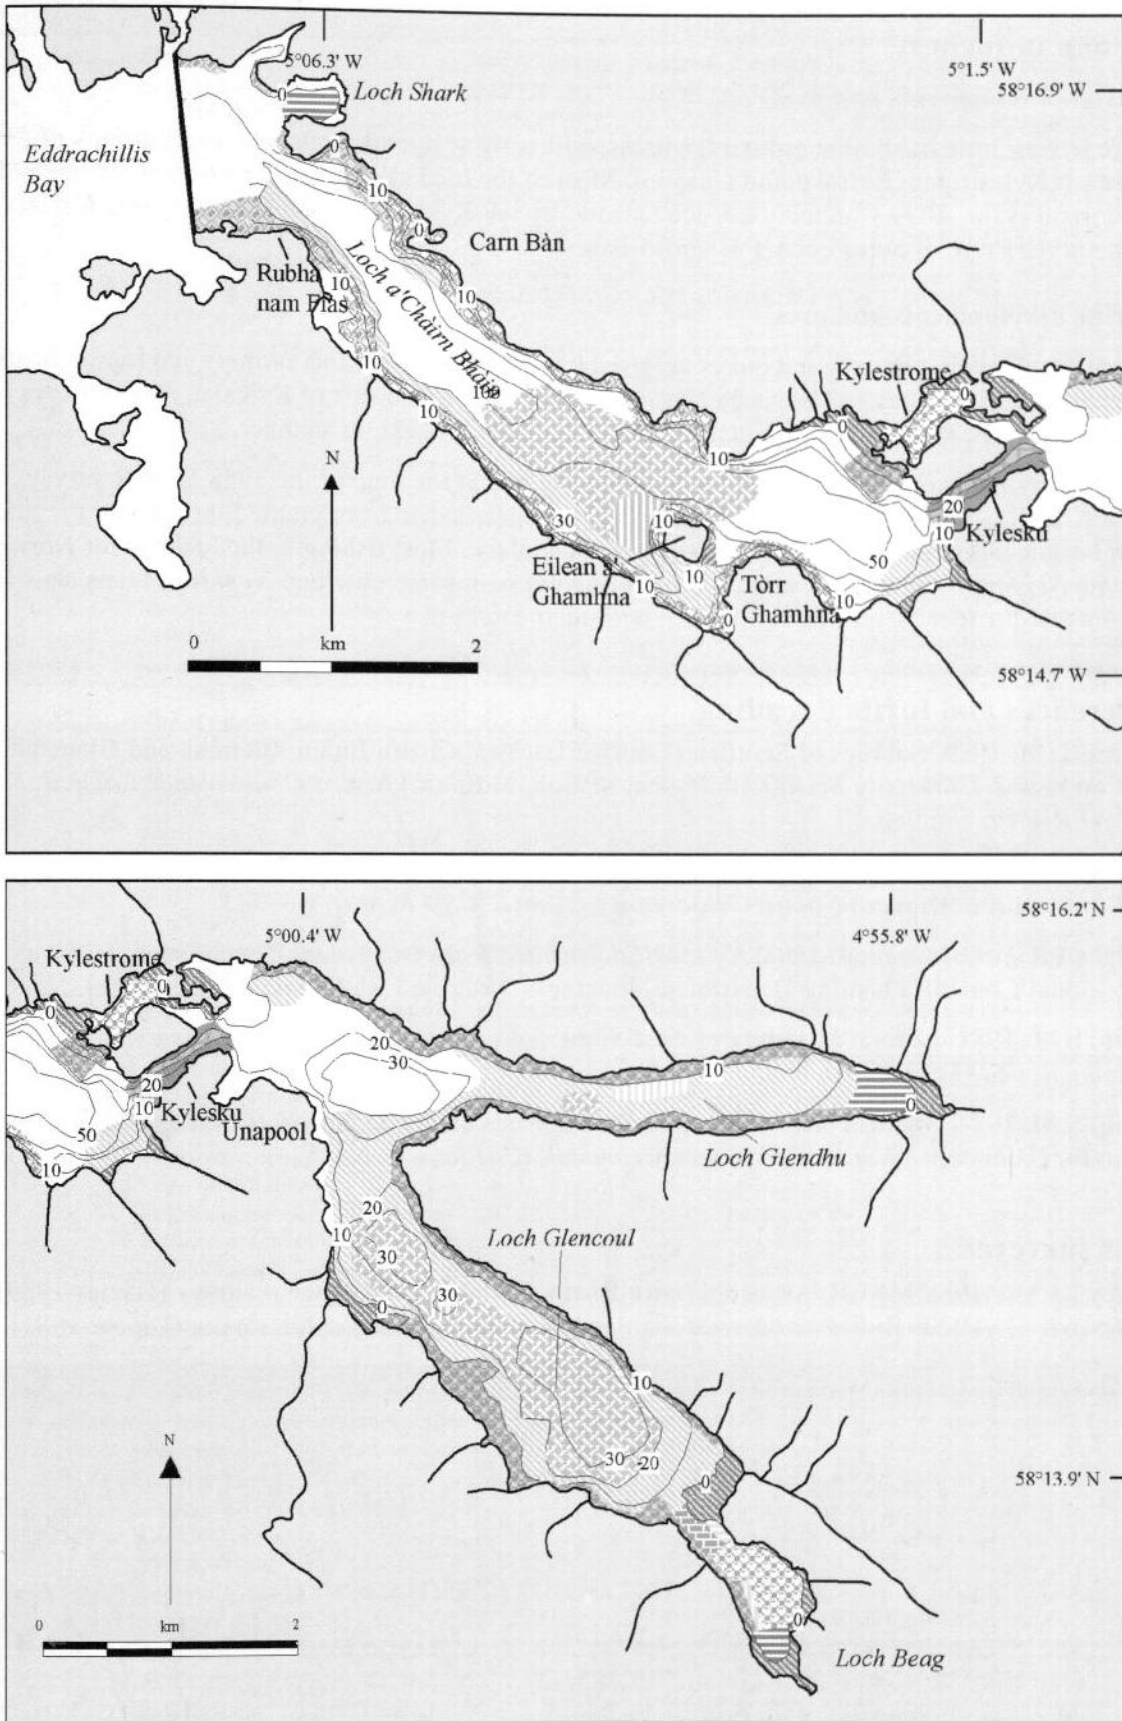 5°06.3' W
5°1.5' W
58°16.9' W
0
Loch Shark
Eddrachillis
Bay
0
10
Carn Bàn
0
Rubha
nam Fias
10
Loch a'Chàirn Bhàin
10
10
100
Kylestrome
0
0
10
10
N
20
30
10
10
Kylesku
50
Eilean a'
Ghamhna
10
10
Tòrr
Ghamhna
10
0
0
km
2
58°14.7' W
58°16.2' N
5°00.4' W
4°55.8' W
Kylestrome
0
0
20
30
10
20
10
Kylesku
Unapool
0
50
10
Loch Glendhu
20
10
Loch Glencoul
30
30
0
10
N
30
20
0
58°13.9' N
0
km
2
0
Loch Beag